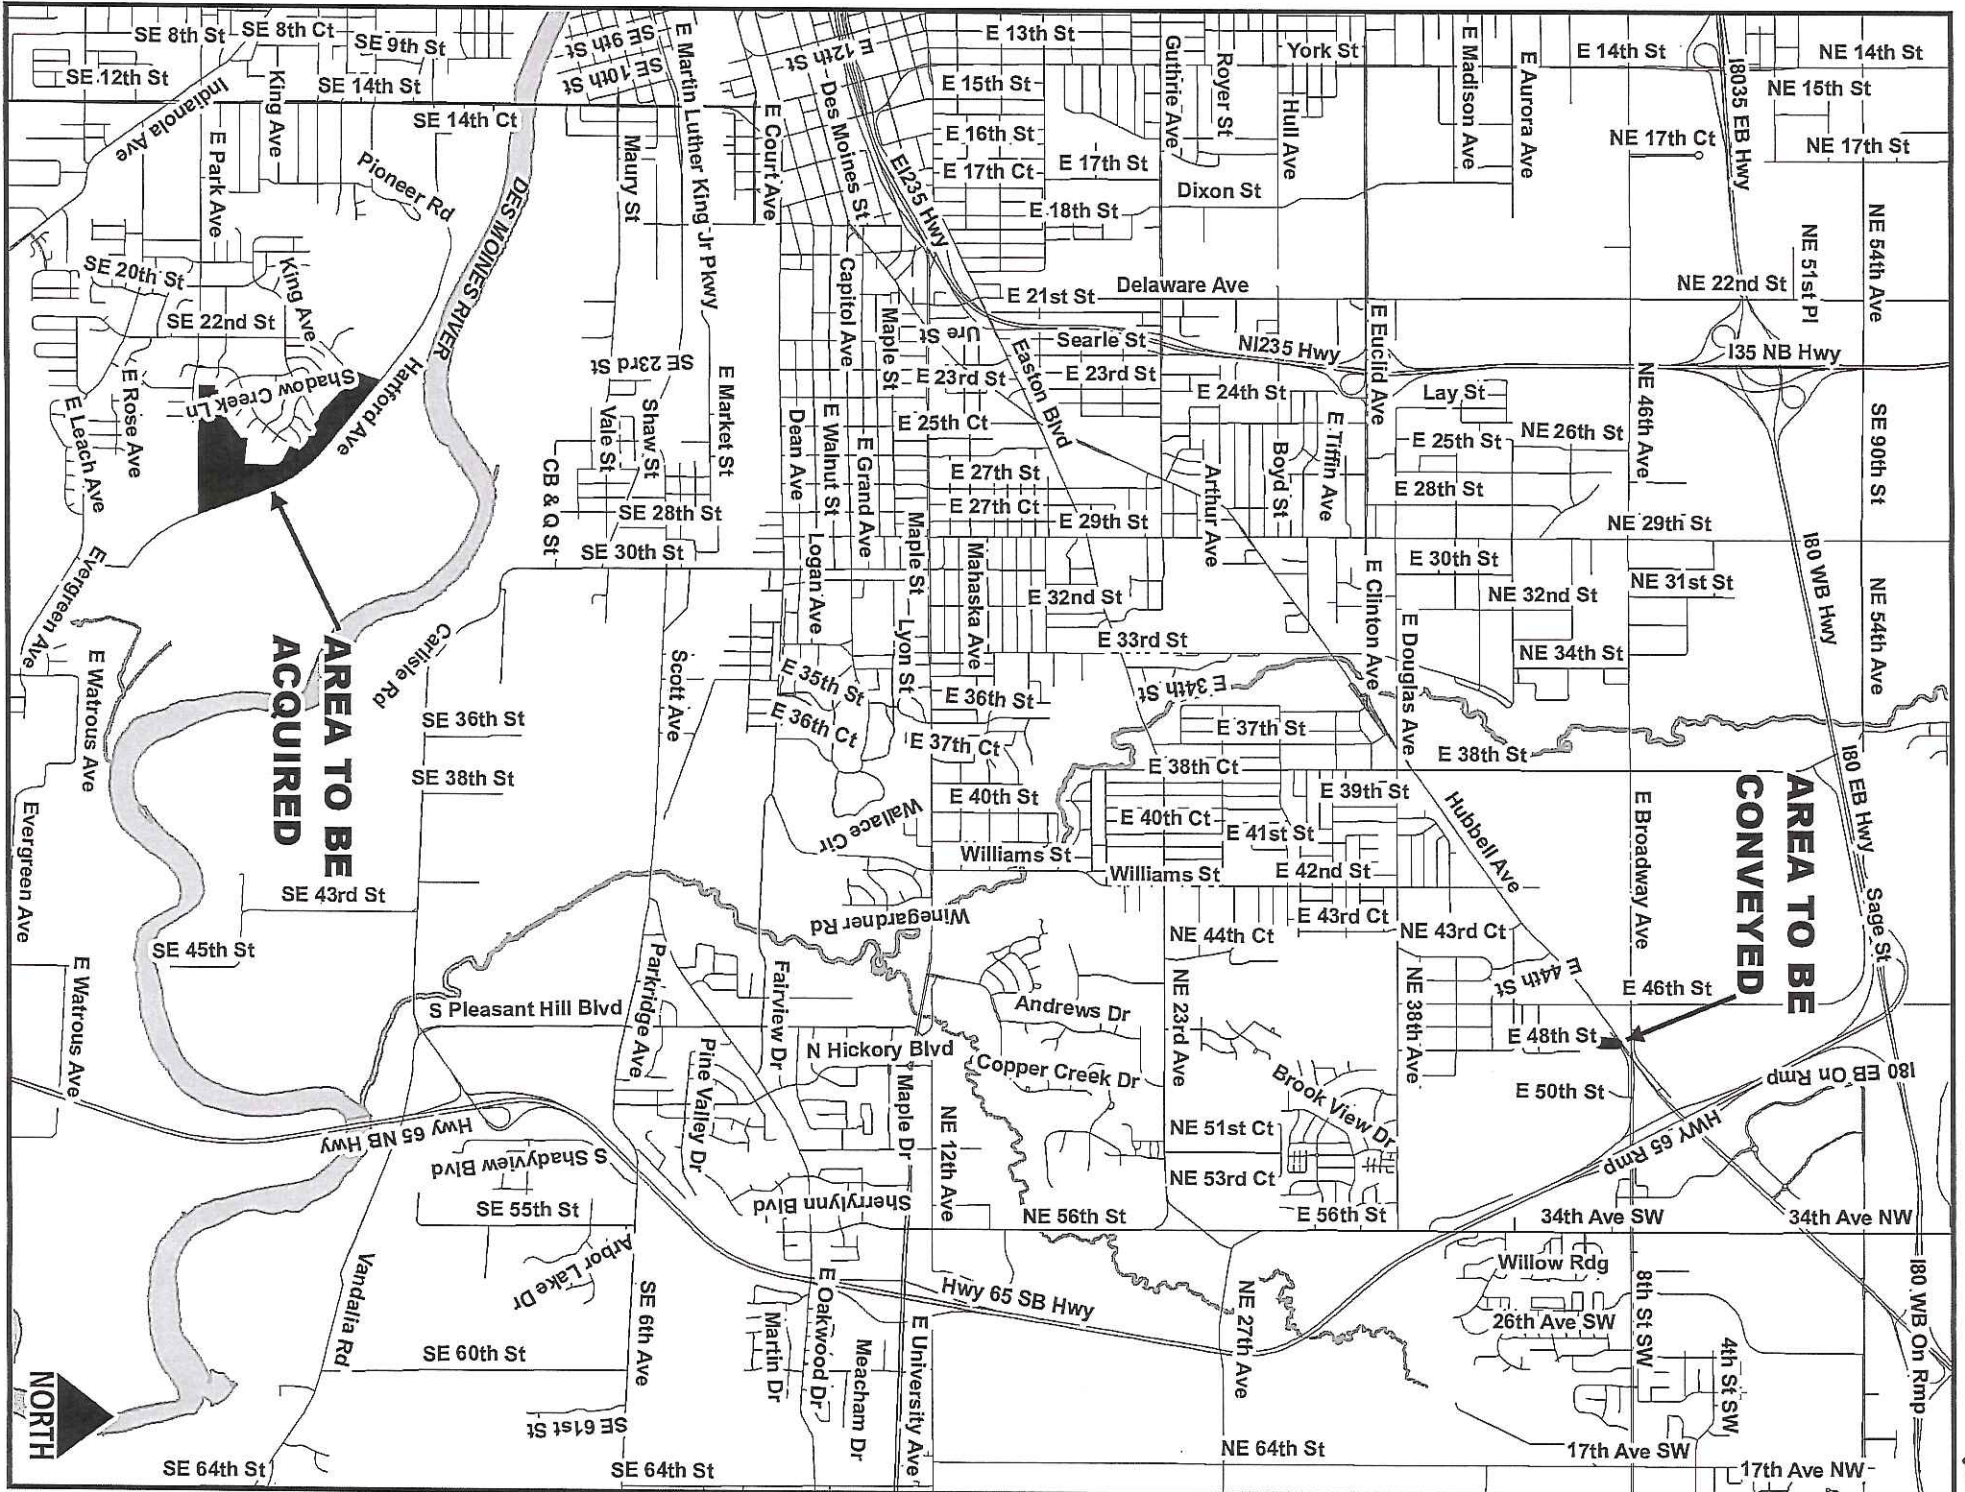 SE 8th St
SE 8th Ct
SE 9th St
SE 9th St
SE 10th St
E Martin Luther King Jr Pkwy
E 12th St
E 13th St
Guthrie Ave
Royer St
York St
E Madison Ave
E Aurora Ave
E 14th St
I8035 EB Hwy
NE 14th St
SE 12th St
Indianola Ave
King Ave
SE 14th St
SE 14th Ct
E Court Ave
Des Moines St
E 15th St
E 16th St
E 17th Ct
E 17th St
Hull Ave
NE 15th St
NE 17th Ct
NE 17th St
E Park Ave
Pioneer Rd
DES MOINES RIVER
Maury St
EI235 Hwy
E 18th St
Dixon St
NE 51st Pl
NE 54th Ave
SE 20th St
King Ave
SE 22nd St
Capitol Ave
Maple St
E 21st St
Delaware Ave
NE 22nd St
Ure St
Searle St
NI235 Hwy
E Euclid Ave
I35 NB Hwy
Shadow Creek Ln
Hartford Ave
SE 23rd St
E Market St
E 23rd St
Easton Blvd
E 23rd St
E 24th St
Lay St
NE 46th Ave
E Rose Ave
E Leach Ave
Vale St
Shaw St
Dean Ave
E Walnut St
E Grand Ave
E 25th Ct
E Tiffin Ave
E 25th St
NE 26th St
SE 90th St
CB & Q St
E 27th St
Arthur Ave
Boyd St
E 28th St
SE 28th St
E 27th Ct
E 29th St
NE 29th St
SE 30th St
Logan Ave
Maple St
Mahaska Ave
E 30th St
NE 31st St
I80 WB Hwy
Evergreen Ave
E 32nd St
E Clinton Ave
NE 32nd St
NE 54th Ave
AREA TO BE
ACQUIRED
Carlisle Rd
Scott Ave
Lyon St
E 33rd St
E Douglas Ave
NE 34th St
E Watrous Ave
E 35th St
E 36th St
E 34th St
SE 36th St
E 36th Ct
E 37th Ct
E 37th St
E 38th St
SE 38th St
E 38th Ct
I80 EB Hwy
AREA TO BE
CONVEYED
Evergreen Ave
Wallace Cir
E 40th St
E 40th Ct
E 39th St
E 41st St
Hubbell Ave
E Broadway Ave
Williams St
Williams St
E 42nd St
SE 43rd St
Winegardner Rd
E 43rd Ct
NE 43rd Ct
Sage St
SE 45th St
NE 44th Ct
E 44th St
E Watrous Ave
Parkridge Ave
Fairview Dr
NE 23rd Ave
NE 38th Ave
E 46th St
S Pleasant Hill Blvd
Andrews Dr
E 48th St
N Hickory Blvd
Pine Valley Dr
Copper Creek Dr
Brook View Dr
E 50th St
I80 EB On Rmp
Hwy 65 NB Hwy
Maple Dr
NE 12th Ave
NE 51st Ct
HWY 65 Rmp
S Shadyview Blvd
Sherrylynn Blvd
NE 53rd Ct
SE 55th St
NE 56th St
E 56th St
34th Ave SW
34th Ave NW
Vandalia Rd
Arbor Lake Dr
SE 6th Ave
E Oakwood Dr
Hwy 65 SB Hwy
NE 27th Ave
Willow Rdg
8th St SW
I80 WB On Rmp
Martin Dr
Meacham Dr
E University Ave
26th Ave SW
4th St SW
SE 60th St
NORTH
SE 61st St
SE 64th St
SE 64th St
NE 64th St
17th Ave SW
17th Ave NW